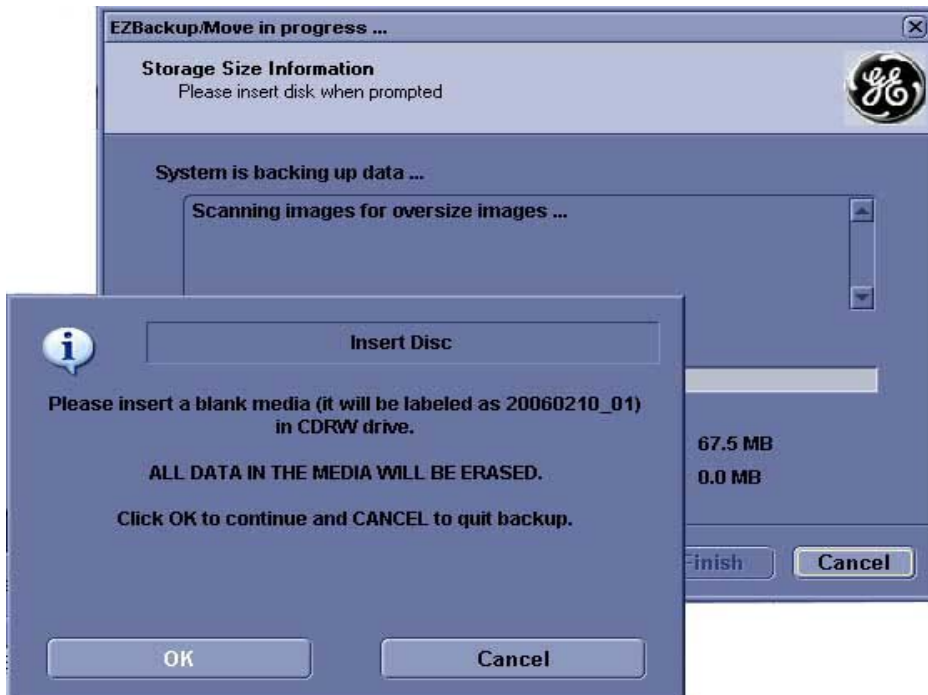 EZBackup/Move in progress ...
Storage Size Information
Please insert disk when prompted
GE
System is backing up data ...
Scanning images for oversize images ...
Insert Disc
Please insert a blank media (it will be labeled as 20060210_01)
in CDRW drive.
ALL DATA IN THE MEDIA WILL BE ERASED.
Click OK to continue and CANCEL to quit backup.
OK
Cancel
67.5 MB
0.0 MB
Finish
Cancel